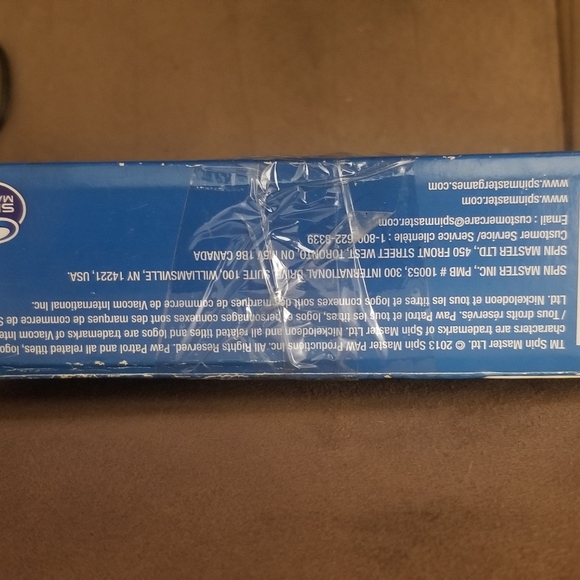 TM Spin Master Ltd. © 2013 Spin Master PAW Productions Inc. All Rights Reserved. Paw Patrol and all related titles, logos
characters are trademarks of Spin Master Ltd. Nickelodeon and all related titles and logos are trademarks of Viacom Intern
/ Tous droits réservés. Paw Patrol et tous les titres, logos et personnages connexes sont des marques de commerce de S
Ltd. Nickelodeon et tous les titres et logos connexes sont des marques de commerce de Viacom International Inc.
SPIN MASTER, INC., PMB # 10053, 300 INTERNATIONAL DRIVE, SUITE 100, WILLIAMSVILLE, NY 14221, USA.
SPIN MASTER LTD., 450 FRONT STREET WEST, TORONTO, ON M5V 1B6 CANADA
Customer Service/ Service clientèle : 1-800-622-8339
Email : customercare@spinmaster.com
www.spinmaster.com
www.spinmastergames.com